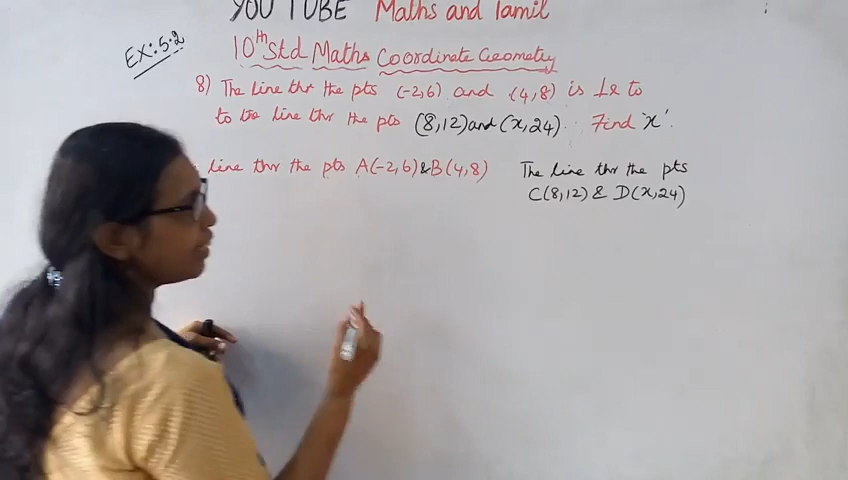 YOU TUBE Maths and Tamil
Ex:5.2
10th Std Maths Coordinate Geometry
8) The line thr the pts (-2,6) and (4,8) is ⊥r to
to the line thr the pts (8,12) and (x,24). Find 'x'.
line thr the pts A(-2,6) & B(4,8)
The line thr the pts
C(8,12) & D(x,24)